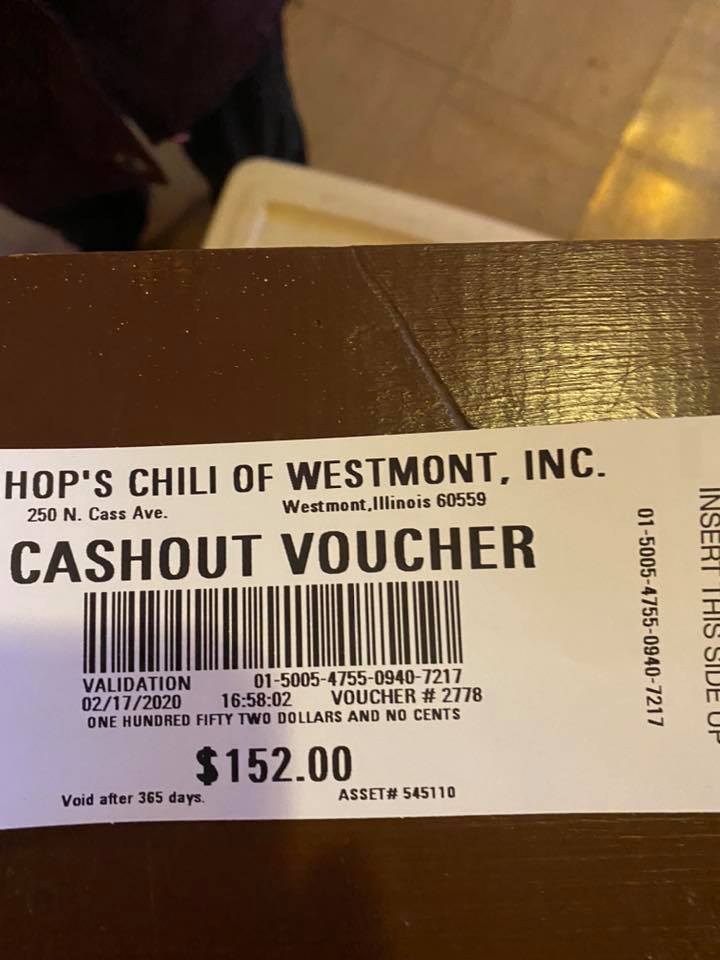 HOP'S CHILI OF WESTMONT, INC.
250 N. Cass Ave. Westmont,Illinois 60559
CASHOUT VOUCHER
VALIDATION 01-5005-4755-0940-7217
02/17/2020 16:58:02 VOUCHER # 2778
ONE HUNDRED FIFTY TWO DOLLARS AND NO CENTS
$152.00
Void after 365 days. ASSET# 545110
01-5005-4755-0940-7217
INSERT THIS SIDE UP